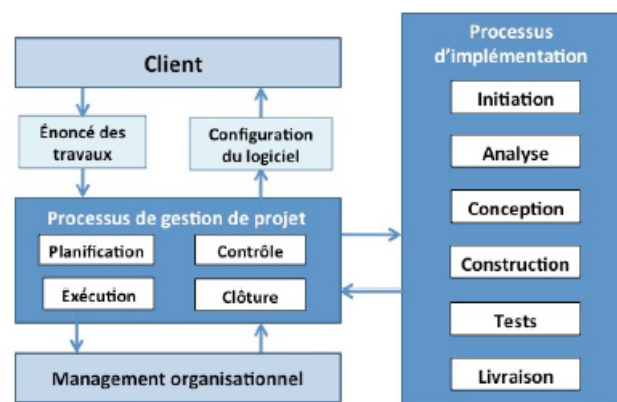 Client
Énoncé des
travaux
Configuration
du logiciel
Processus de gestion de projet
Planification
Contrôle
Exécution
Clôture
Management organisationnel
Processus
d'implémentation
Initiation
Analyse
Conception
Construction
Tests
Livraison